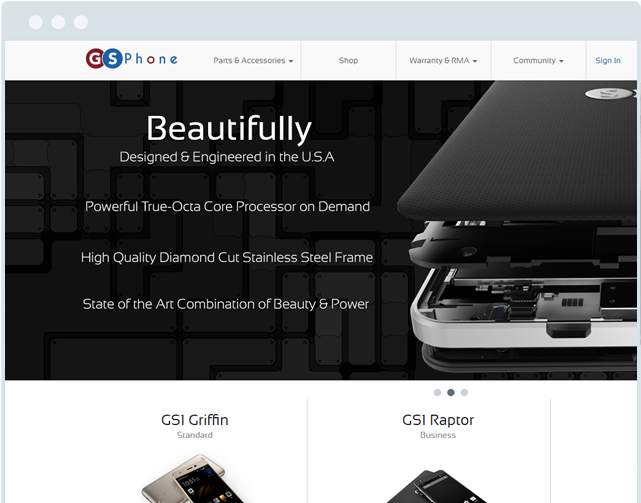 GSPhone
Parts & Accessories
Shop
Warranty & RMA
Community
Sign In
Beautifully
Designed & Engineered in the U.S.A
Powerful True-Octa Core Processor on Demand
High Quality Diamond Cut Stainless Steel Frame
State of the Art Combination of Beauty & Power
GS1 Griffin
Standard
GS1 Raptor
Business